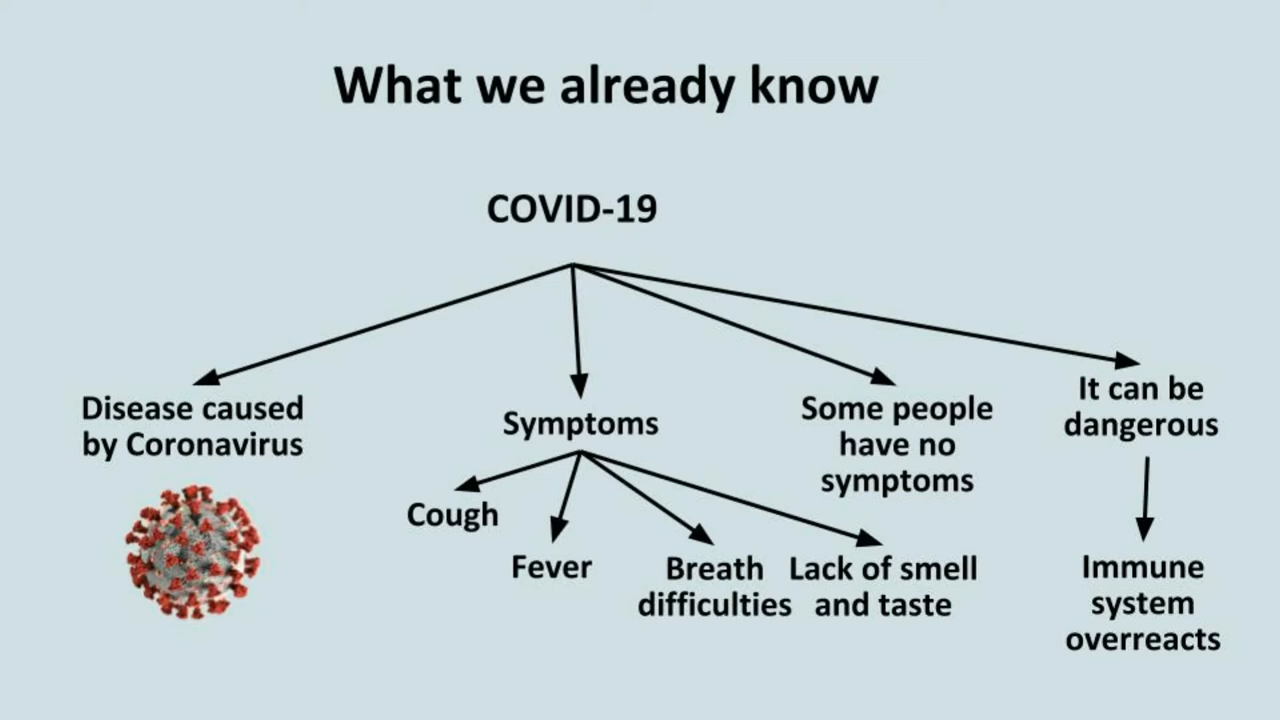 What we already know
COVID-19
Disease caused
by Coronavirus
Symptoms
Cough
Fever
Breath
difficulties
Lack of smell
and taste
Some people
have no
symptoms
It can be
dangerous
Immune
system
overreacts